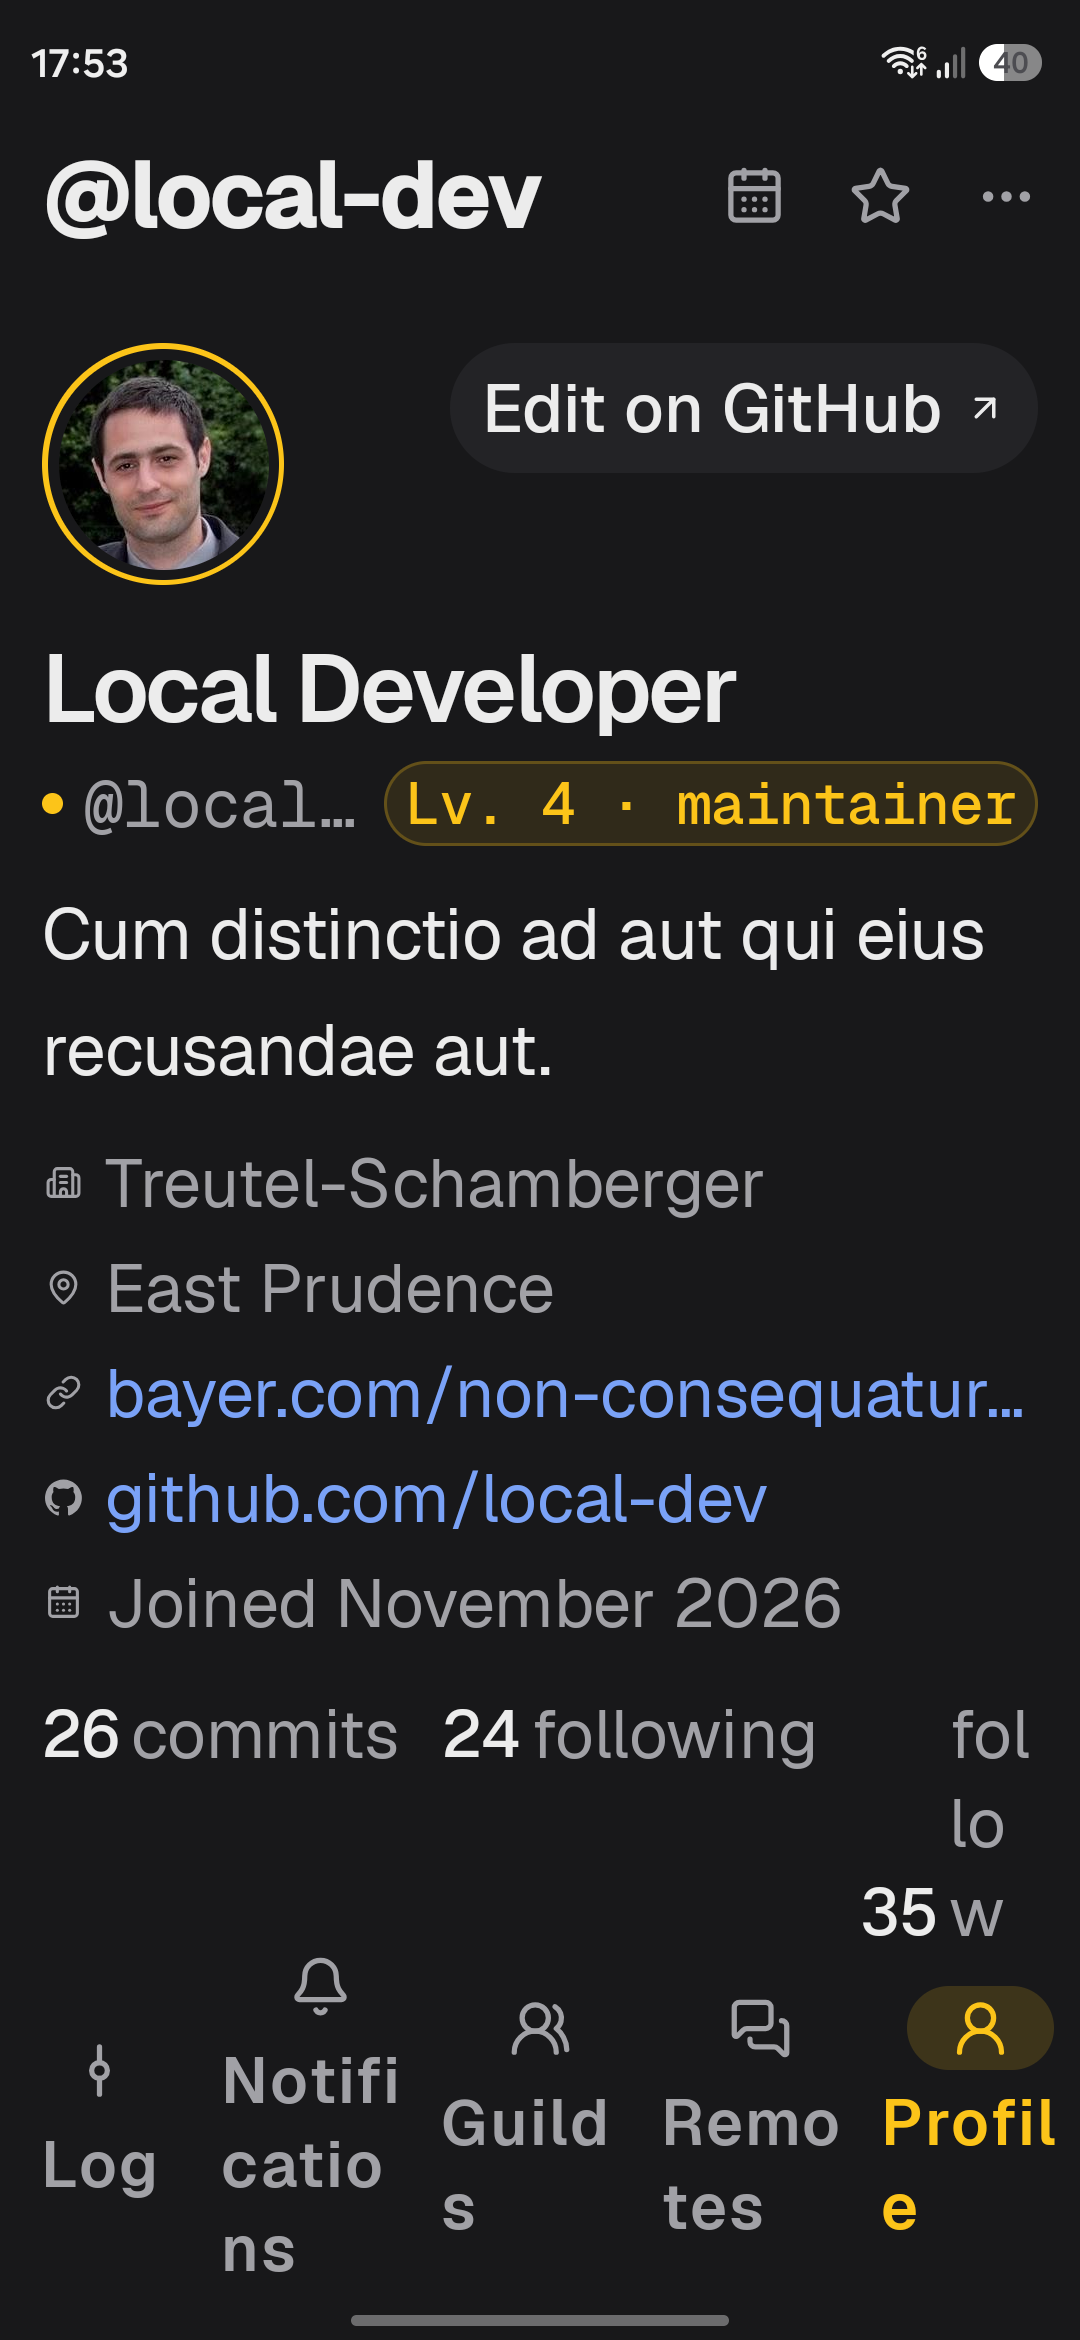 17:53
6
40
@local-dev
Edit on GitHub
Local Developer
@local…
Lv. 4 · maintainer
Cum distinctio ad aut qui eius
recusandae aut.
Treutel-Schamberger
East Prudence
bayer.com/non-consequatur…
github.com/local-dev
Joined November 2026
26 commits
24 following
35 fol
lo
w
Log
Notifi
catio
ns
Guild
s
Remo
tes
Profil
e